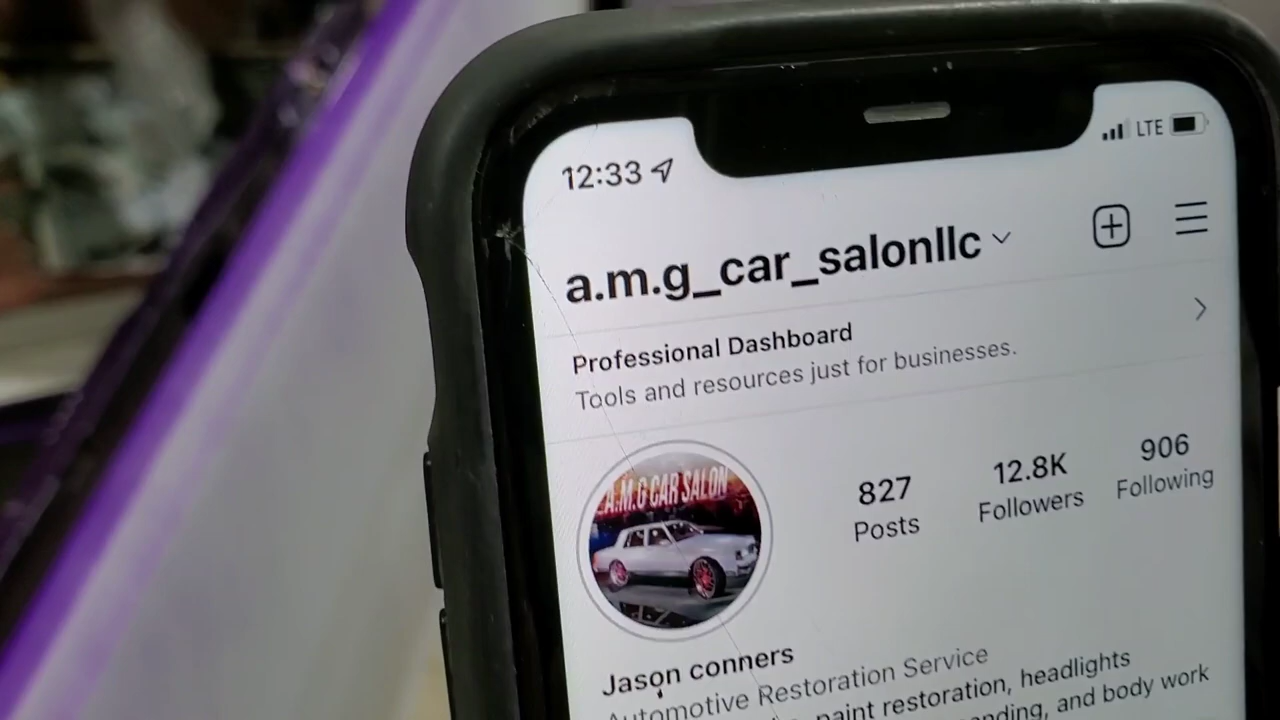 12:33 LTE
a.m.g_car_salonllc
Professional Dashboard
Tools and resources just for businesses.
A.M.G CAR SALON
827 12.8K 906
Posts Followers Following
Jason conners
Automotive Restoration Service
paint restoration, headlights
and body work